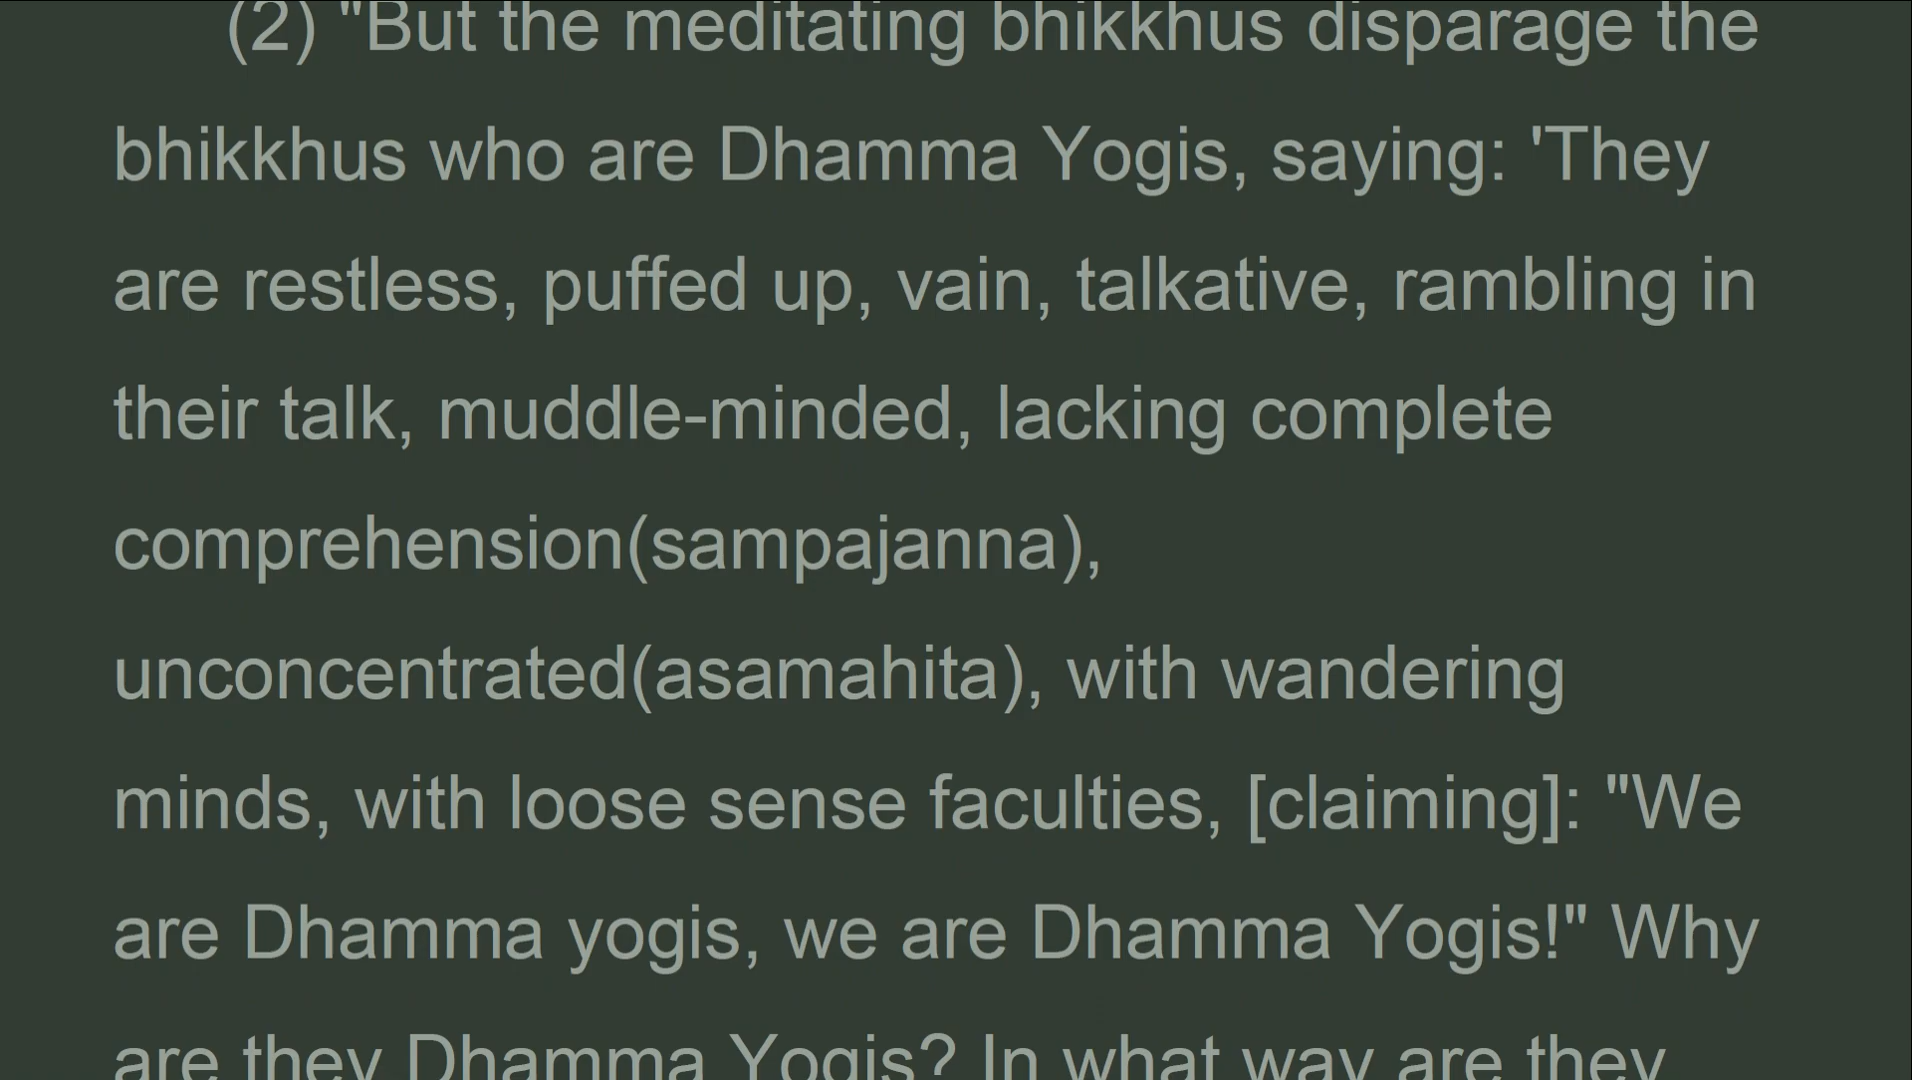 (2) "But the meditating bhikkhus disparage the
bhikkhus who are Dhamma Yogis, saying: 'They
are restless, puffed up, vain, talkative, rambling in
their talk, muddle-minded, lacking complete
comprehension(sampajanna),
unconcentrated(asamahita), with wandering
minds, with loose sense faculties, [claiming]: "We
are Dhamma yogis, we are Dhamma Yogis!" Why
are they Dhamma Yogis? In what way are they